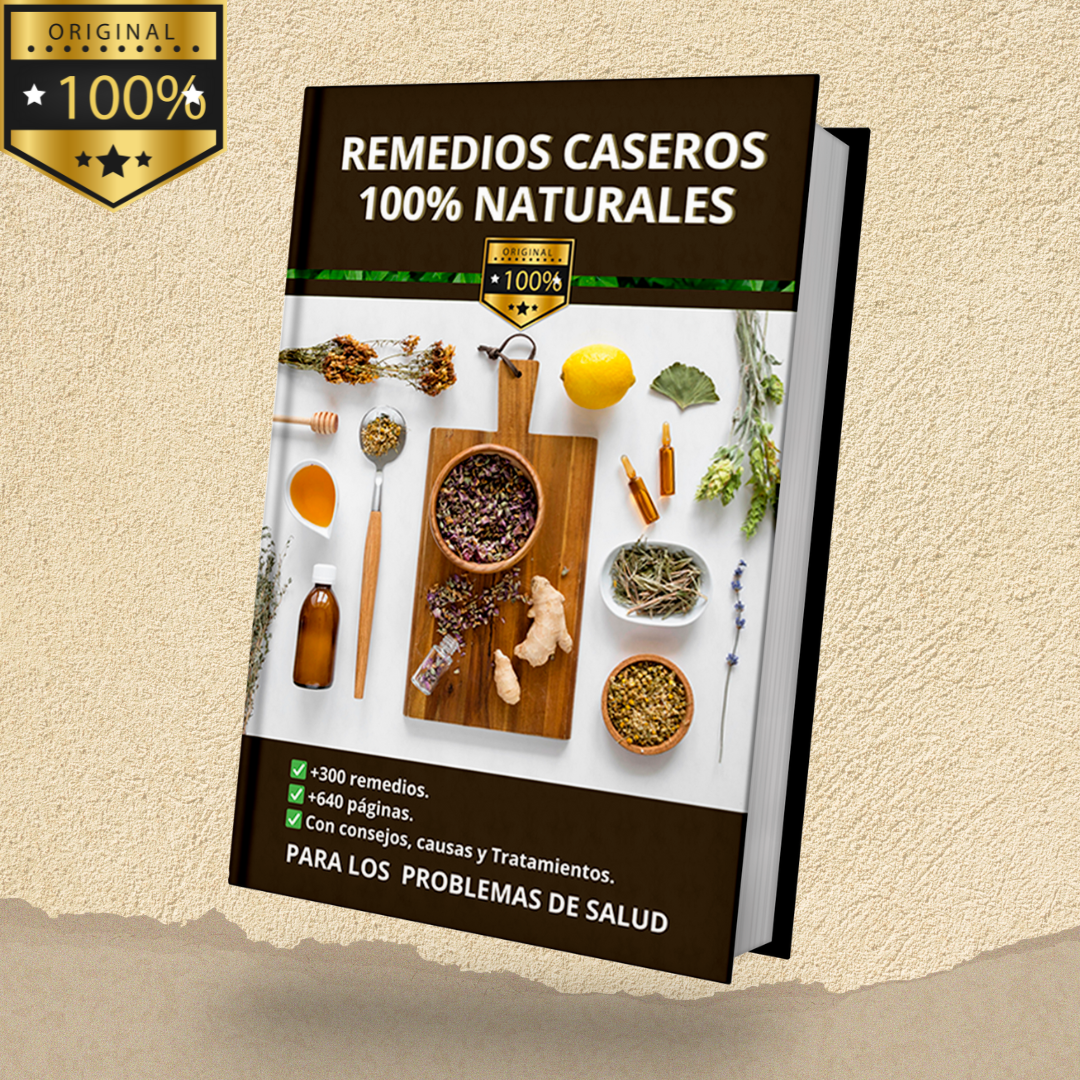 ORIGINAL
100%
REMEDIOS CASEROS
100% NATURALES
ORIGINAL
100%
+300 remedios.
+640 páginas.
Con consejos, causas y Tratamientos.
PARA LOS PROBLEMAS DE SALUD